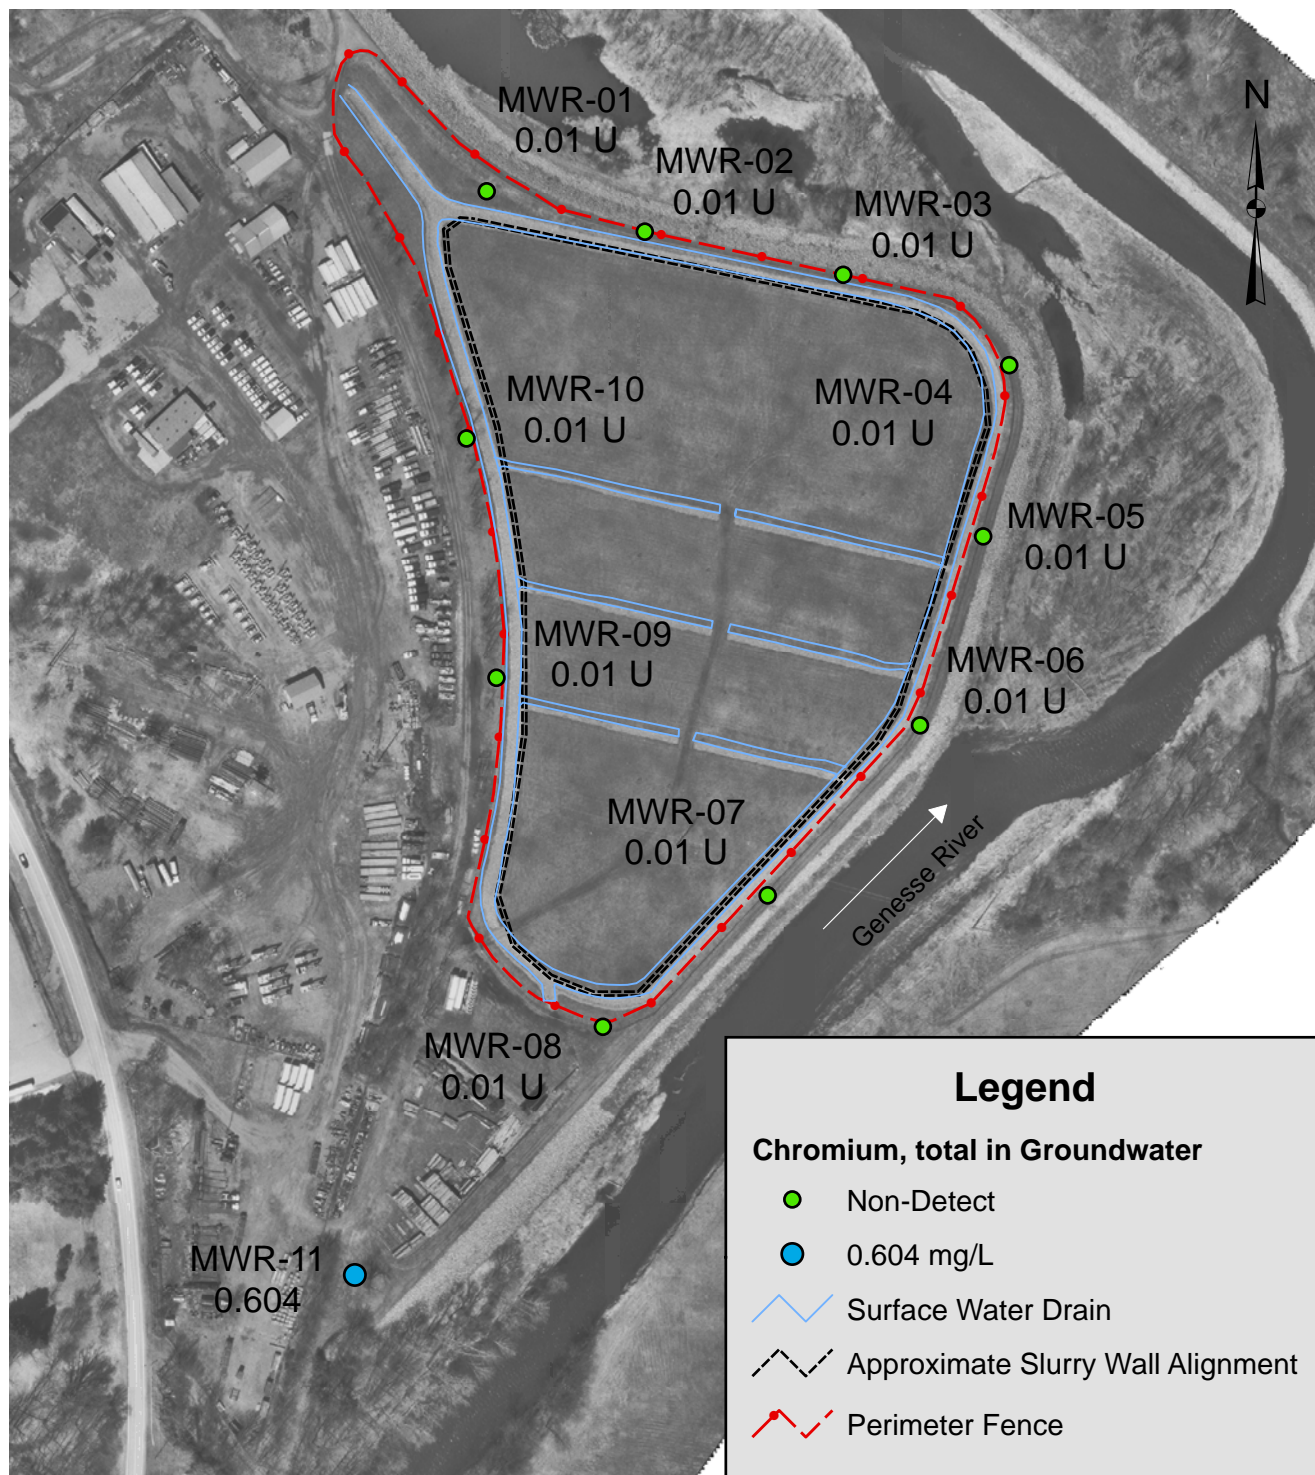 N
MWR-01
0.01 U
MWR-02
0.01 U
MWR-03
0.01 U
MWR-10
0.01 U
MWR-04
0.01 U
MWR-05
0.01 U
MWR-09
0.01 U
MWR-06
0.01 U
MWR-07
0.01 U
Genesse River
MWR-08
0.01 U
MWR-11
0.604
Legend
Chromium, total in Groundwater
Non-Detect
0.604 mg/L
Surface Water Drain
Approximate Slurry Wall Alignment
Perimeter Fence